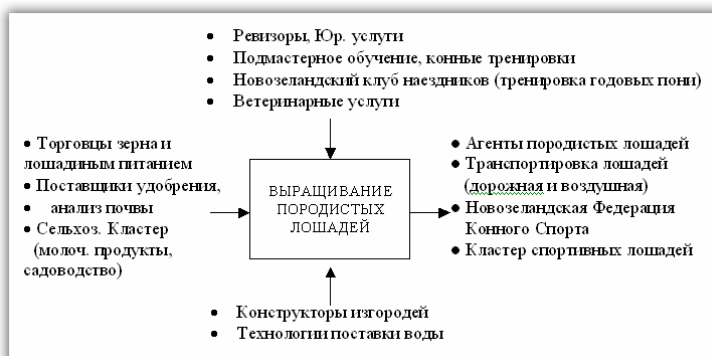 • Ревизоры, Юр. услуги
• Подмастерное обучение, конные тренировки
• Новозеландский клуб наездников (тренировка годовых пони)
• Ветеринарные услуги
• Торговцы зерна и
лошадиным питанием
• Поставщики удобрения,
• анализ почвы
• Сельхоз. Кластер
(молоч. продукты,
садоводство)
ВЫРАЩИВАНИЕ
ПОРОДИСТЫХ
ЛОШАДЕЙ
• Агенты породистых лошадей
• Транспортировка лошадей
(дорожная и воздушная)
• Новозеландская Федерация
Конного Спорта
• Кластер спортивных лошадей
• Конструкторы изгородей
• Технологии поставки воды